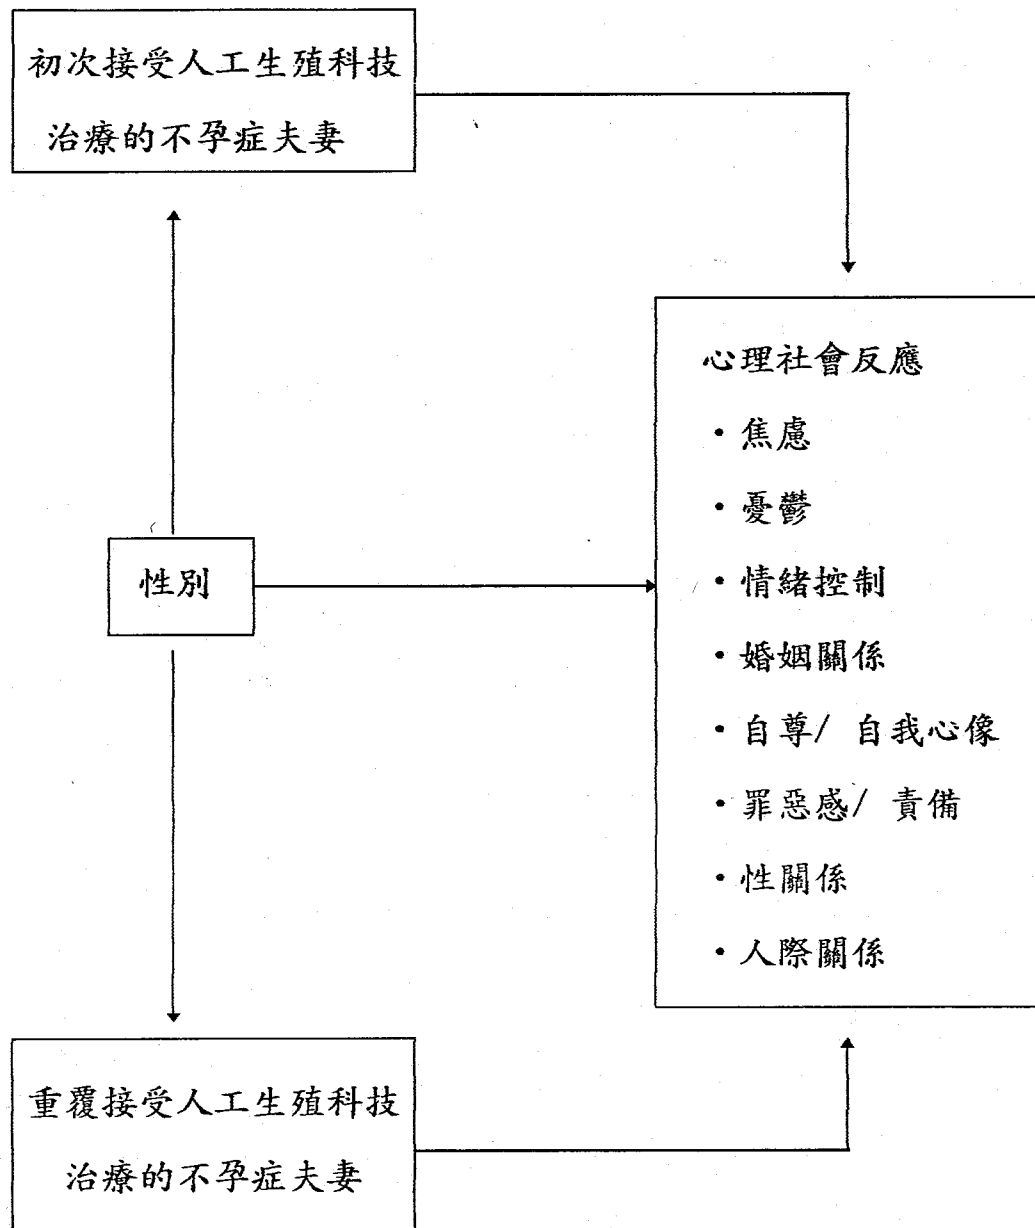 初次接受人工生殖科技
治療的不孕症夫妻
心理社會反應
・焦慮
・憂鬱
性別
・情緒控制
・婚姻關係
・自尊/ 自我心像
・罪惡感/ 責備
・性關係
・人際關係
重覆接受人工生殖科技
治療的不孕症夫妻